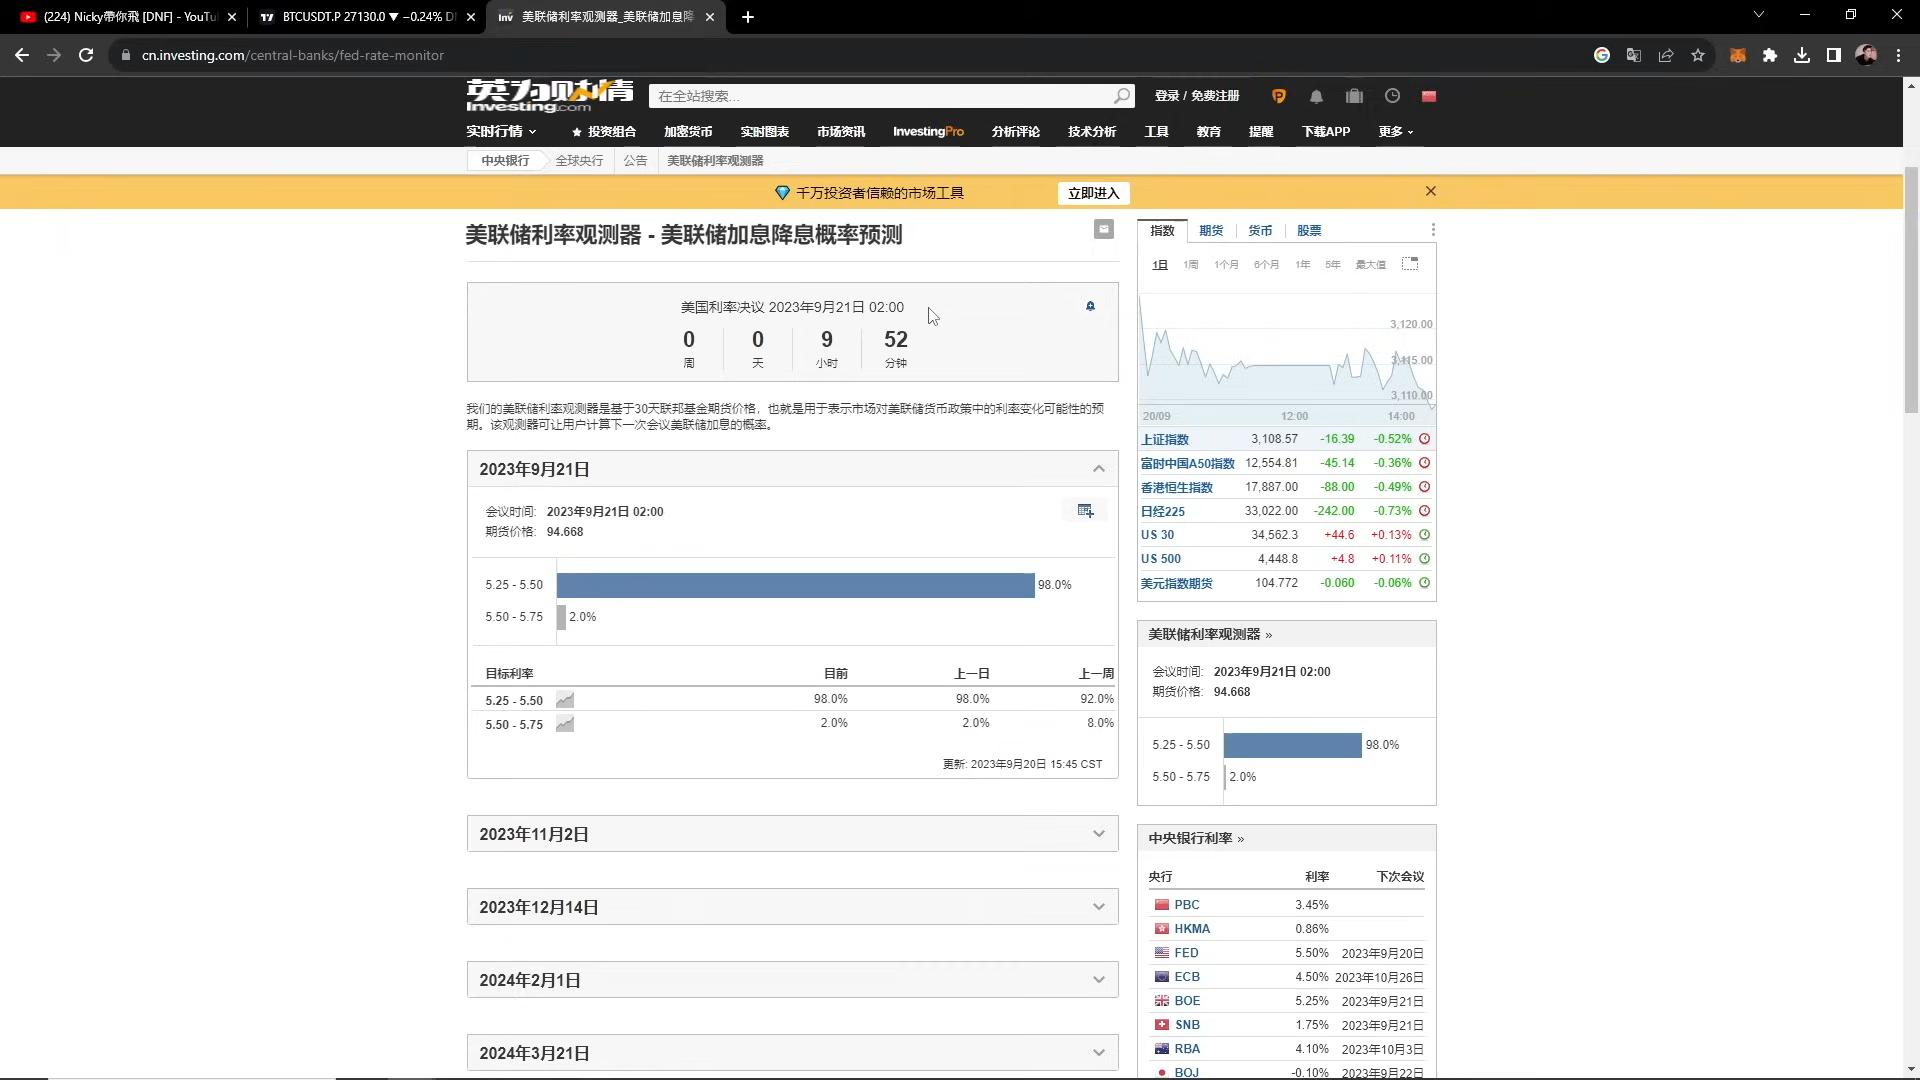 (224) Nicky帶你飛 [DNF] - YouTu
BTCUSDT.P 27130.0 ▼ −0.24% D
美联储利率观测器_美联储加息降
cn.investing.com/central-banks/fed-rate-monitor
英为财情
Investing.com
在全站搜索...
登录 / 免费注册
实时行情 投资组合 加密货币 实时图表 市场资讯 InvestingPro 分析评论 技术分析 工具 教育 提醒 下载APP 更多
中央银行 全球央行 公告 美联储利率观测器
千万投资者信赖的市场工具 立即进入
美联储利率观测器 - 美联储加息降息概率预测
美国利率决议 2023年9月21日 02:00
0 0 9 52
周 天 小时 分钟
我们的美联储利率观测器是基于30天联邦基金期货价格，也就是用于表示市场对美联储货币政策中的利率变化可能性的预
期。该观测器可让用户计算下一次会议美联储加息的概率。
2023年9月21日
会议时间: 2023年9月21日 02:00
期货价格: 94.668
5.25 - 5.50 98.0%
5.50 - 5.75 2.0%
目标利率 目前 上一日 上一周
5.25 - 5.50 98.0% 98.0% 92.0%
5.50 - 5.75 2.0% 2.0% 8.0%
更新: 2023年9月20日 15:45 CST
2023年11月2日
2023年12月14日
2024年2月1日
2024年3月21日
指数 期货 货币 股票
1日 1周 1个月 6个月 1年 5年 最大值
3,120.00
3,115.00
3,110.00
20/09 12:00 14:00
上证指数 3,108.57 -16.39 -0.52%
富时中国A50指数 12,554.81 -45.14 -0.36%
香港恒生指数 17,887.00 -88.00 -0.49%
日经225 33,022.00 -242.00 -0.73%
US 30 34,562.3 +44.6 +0.13%
US 500 4,448.8 +4.8 +0.11%
美元指数期货 104.772 -0.060 -0.06%
美联储利率观测器 »
会议时间: 2023年9月21日 02:00
期货价格: 94.668
5.25 - 5.50 98.0%
5.50 - 5.75 2.0%
中央银行利率 »
央行 利率 下次会议
PBC 3.45%
HKMA 0.86%
FED 5.50% 2023年9月20日
ECB 4.50% 2023年10月26日
BOE 5.25% 2023年9月21日
SNB 1.75% 2023年9月21日
RBA 4.10% 2023年10月3日
BOJ -0.10% 2023年9月22日